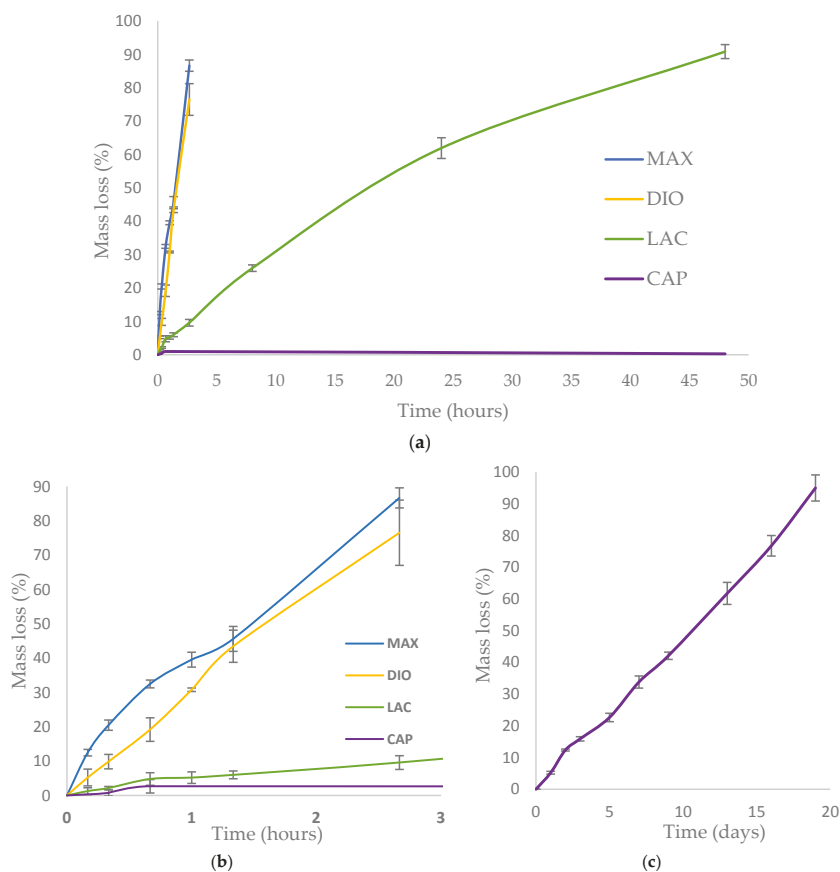 100
90
80
70
60
50
40
30
20
10
0
Mass loss (%)
MAX
DIO
LAC
CAP
0 5 10 15 20 25 30 35 40 45 50
Time (hours)
(a)
90
80
70
60
50
40
30
20
10
0
Mass loss (%)
MAX
DIO
LAC
CAP
0 1 2 3
Time (hours)
(b)
100
90
80
70
60
50
40
30
20
10
0
Mass loss (%)
0 5 10 15 20
Time (days)
(c)